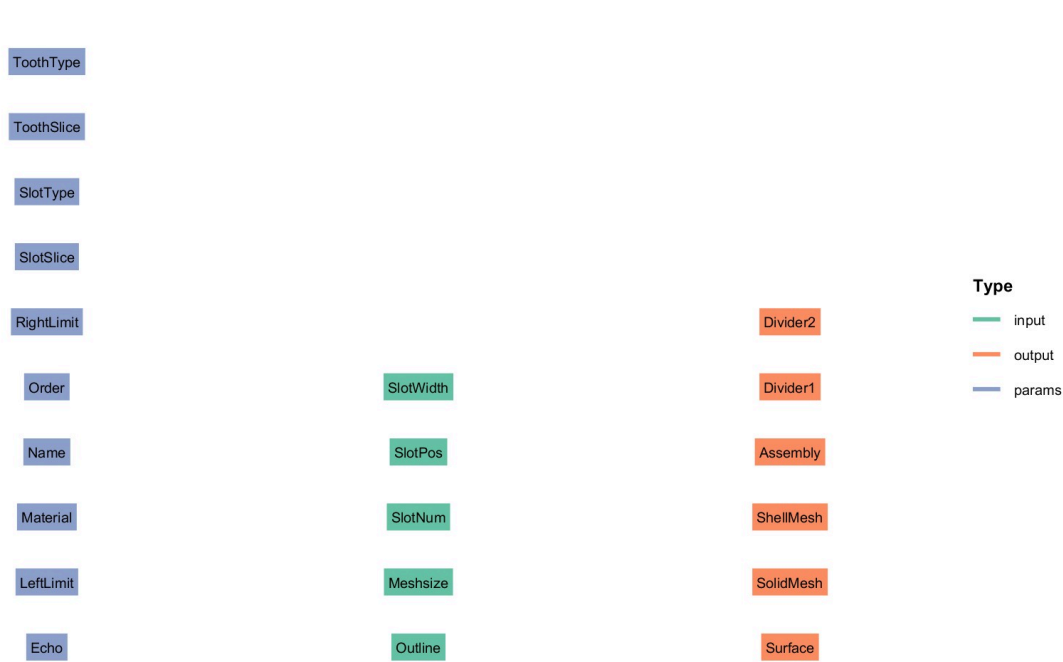 ToothType
ToothSlice
SlotType
SlotSlice
RightLimit
Order
Name
Material
LeftLimit
Echo
SlotWidth
SlotPos
SlotNum
Meshsize
Outline
Divider2
Divider1
Assembly
ShellMesh
SolidMesh
Surface
Type
input
output
params